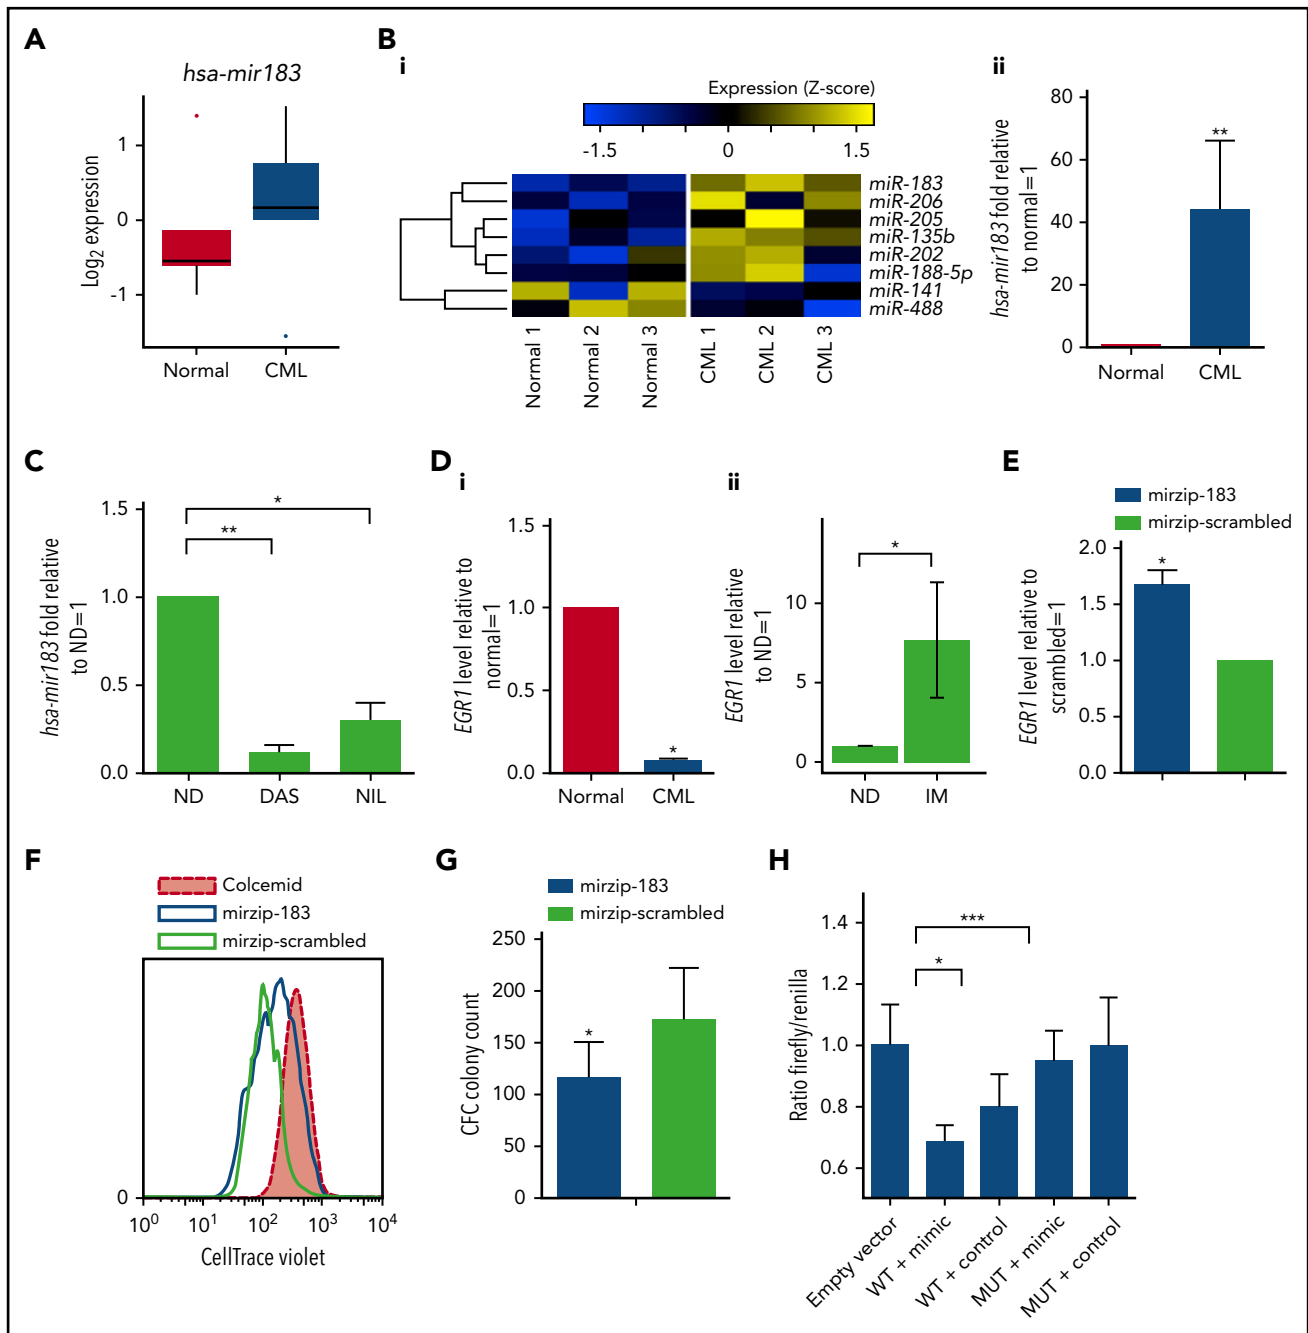 A
hsa-mir183
Log2 expression
1
0
-1
Normal
CML
B
i
Expression (Z-score)
-1.5
0
1.5
miR-183
miR-206
miR-205
miR-135b
miR-202
miR-188-5p
miR-141
miR-488
Normal 1
Normal 2
Normal 3
CML 1
CML 2
CML 3
ii
hsa-mir183 fold relative
to normal=1
80
60
40
20
0
**
Normal
CML
C
hsa-mir183 fold relative
to ND=1
1.5
1.0
0.5
0.0
*
**
ND
DAS
NIL
D
i
EGR1 level relative to
normal=1
1.5
1.0
0.5
0.0
*
Normal
CML
ii
EGR1 level relative
to ND=1
10
5
0
*
ND
IM
E
mirzip-183
mirzip-scrambled
EGR1 level relative to
scrambled=1
2.0
1.5
1.0
0.5
0.0
*
F
Colcemid
mirzip-183
mirzip-scrambled
0
10^0
10^1
10^2
10^3
10^4
CellTrace violet
G
mirzip-183
mirzip-scrambled
CFC colony count
250
200
150
100
50
0
*
H
Ratio firefly/renilla
1.4
1.2
1.0
0.8
0.6
***
*
Empty vector
WT + mimic
WT + control
MUT + mimic
MUT + control